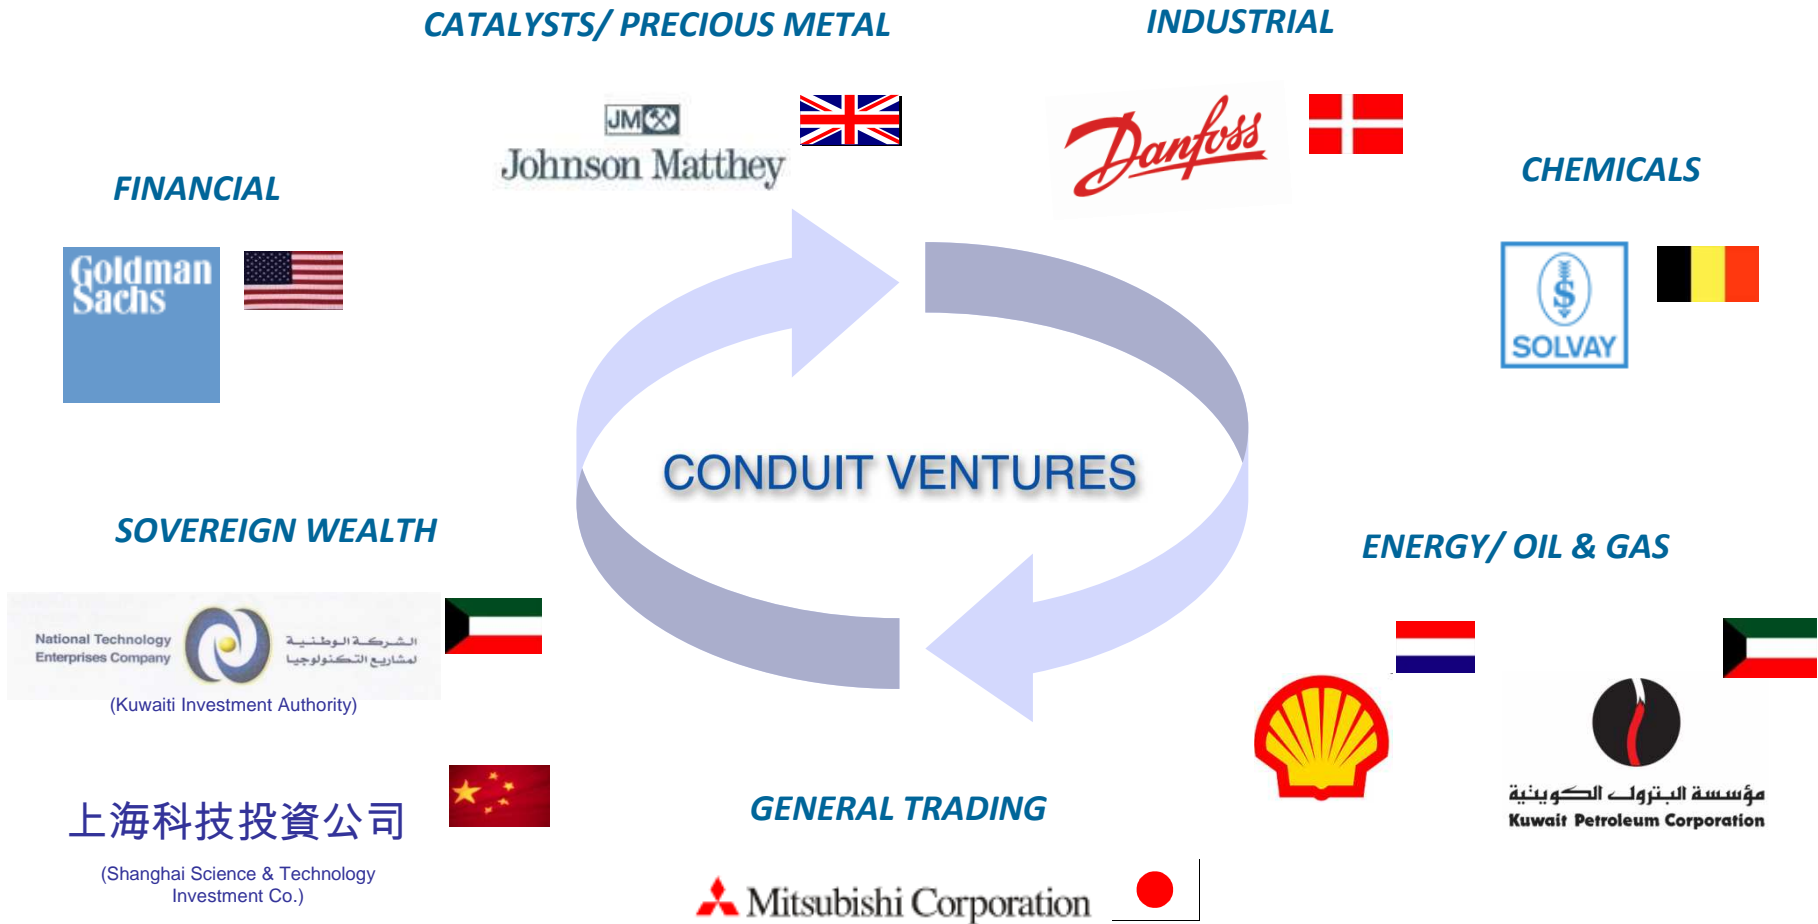 CATALYSTS/ PRECIOUS METAL
INDUSTRIAL
JM
Johnson Matthey
Danfoss
FINANCIAL
CHEMICALS
Goldman
Sachs
S
SOLVAY
CONDUIT VENTURES
SOVEREIGN WEALTH
ENERGY/ OIL & GAS
National Technology
Enterprises Company
الشركة الوطنية
لمشاريع التكنولوجيا
(Kuwaiti Investment Authority)
مؤسسة البترول الكويتية
Kuwait Petroleum Corporation
上海科技投資公司
(Shanghai Science & Technology
Investment Co.)
GENERAL TRADING
Mitsubishi Corporation